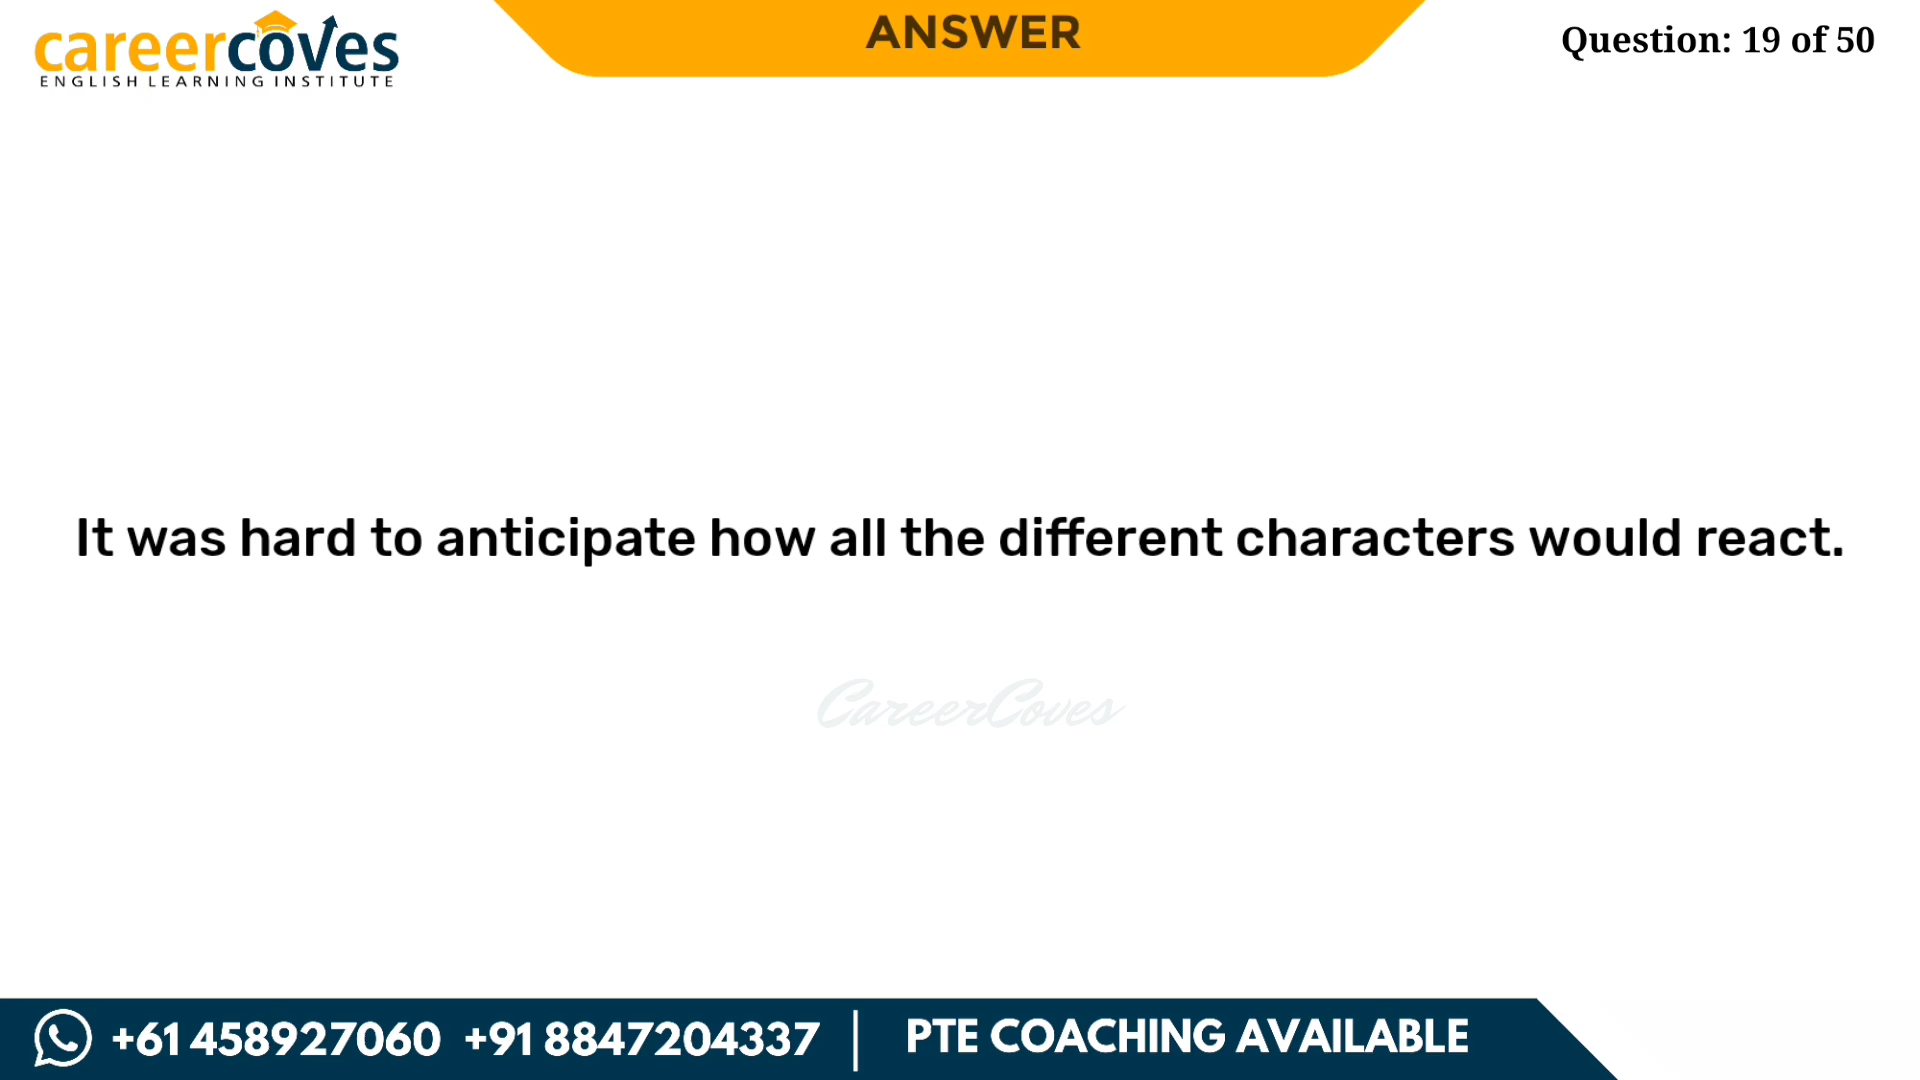 careercoves
ENGLISH LEARNING INSTITUTE
ANSWER
Question: 19 of 50
It was hard to anticipate how all the different characters would react.
CareerCoves
+61 458927060 +91 8847204337 | PTE COACHING AVAILABLE